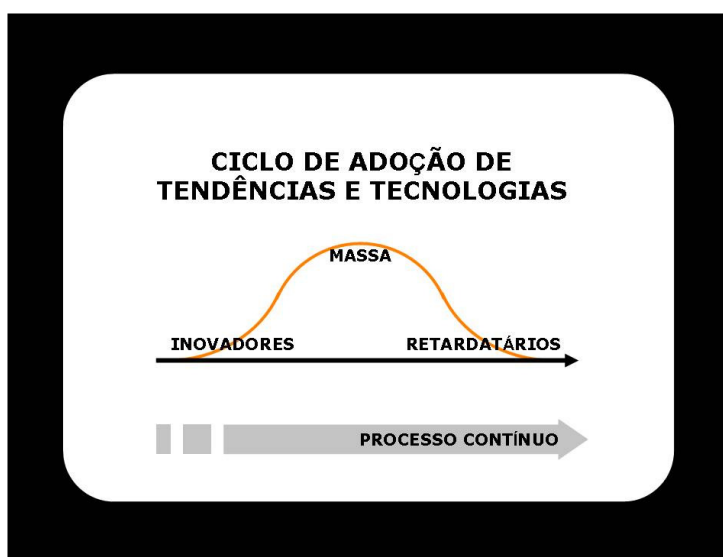 CICLO DE ADOÇÃO DE
TENDÊNCIAS E TECNOLOGIAS
MASSA
INOVADORES
RETARDATÁRIOS
PROCESSO CONTÍNUO